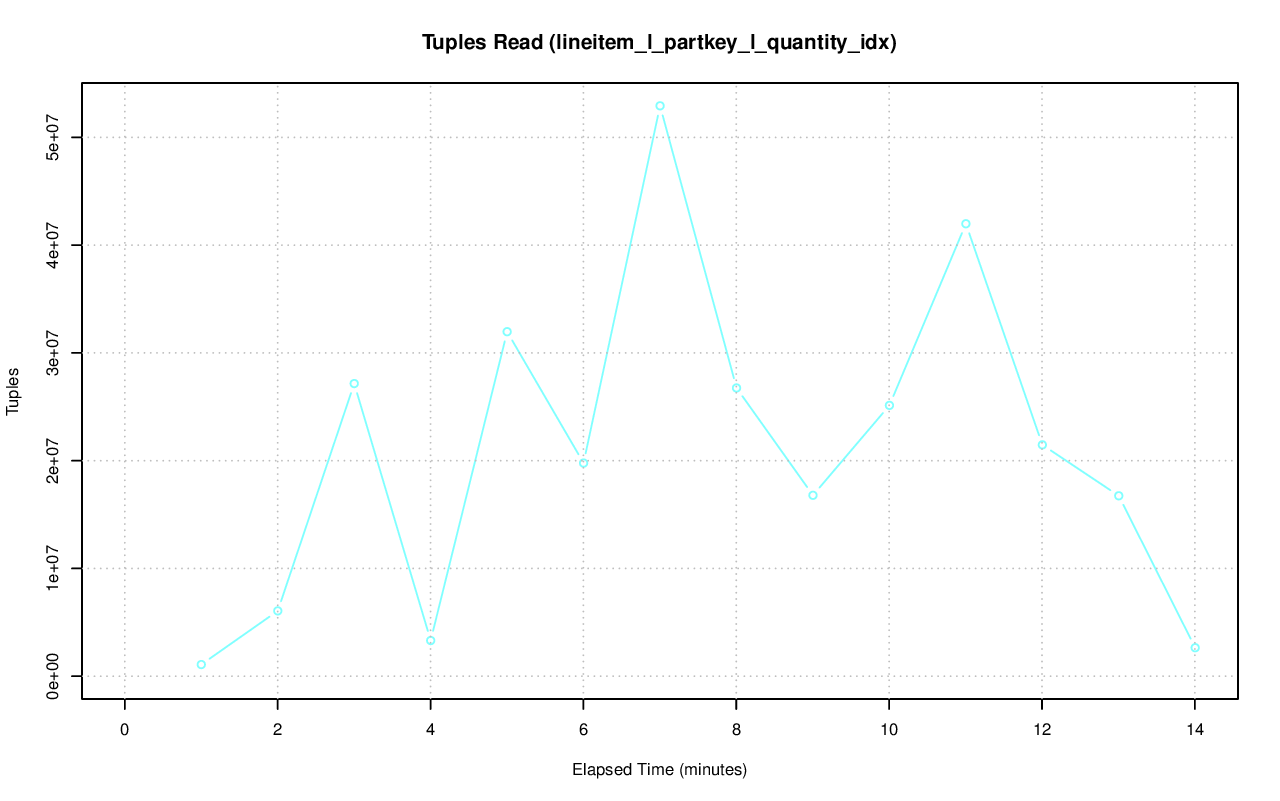 Tuples Read (lineitem_l_partkey_l_quantity_idx)
5e+07
4e+07
3e+07
2e+07
1e+07
0e+00
Tuples
0 2 4 6 8 10 12 14
Elapsed Time (minutes)